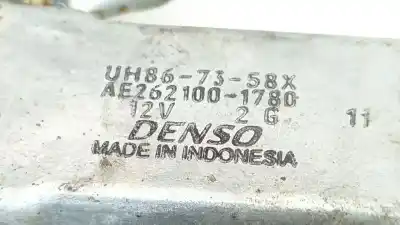 UH86-73-58X
AE262100-1780
12V 2 G. 11
DENSO
MADE IN INDONESIA